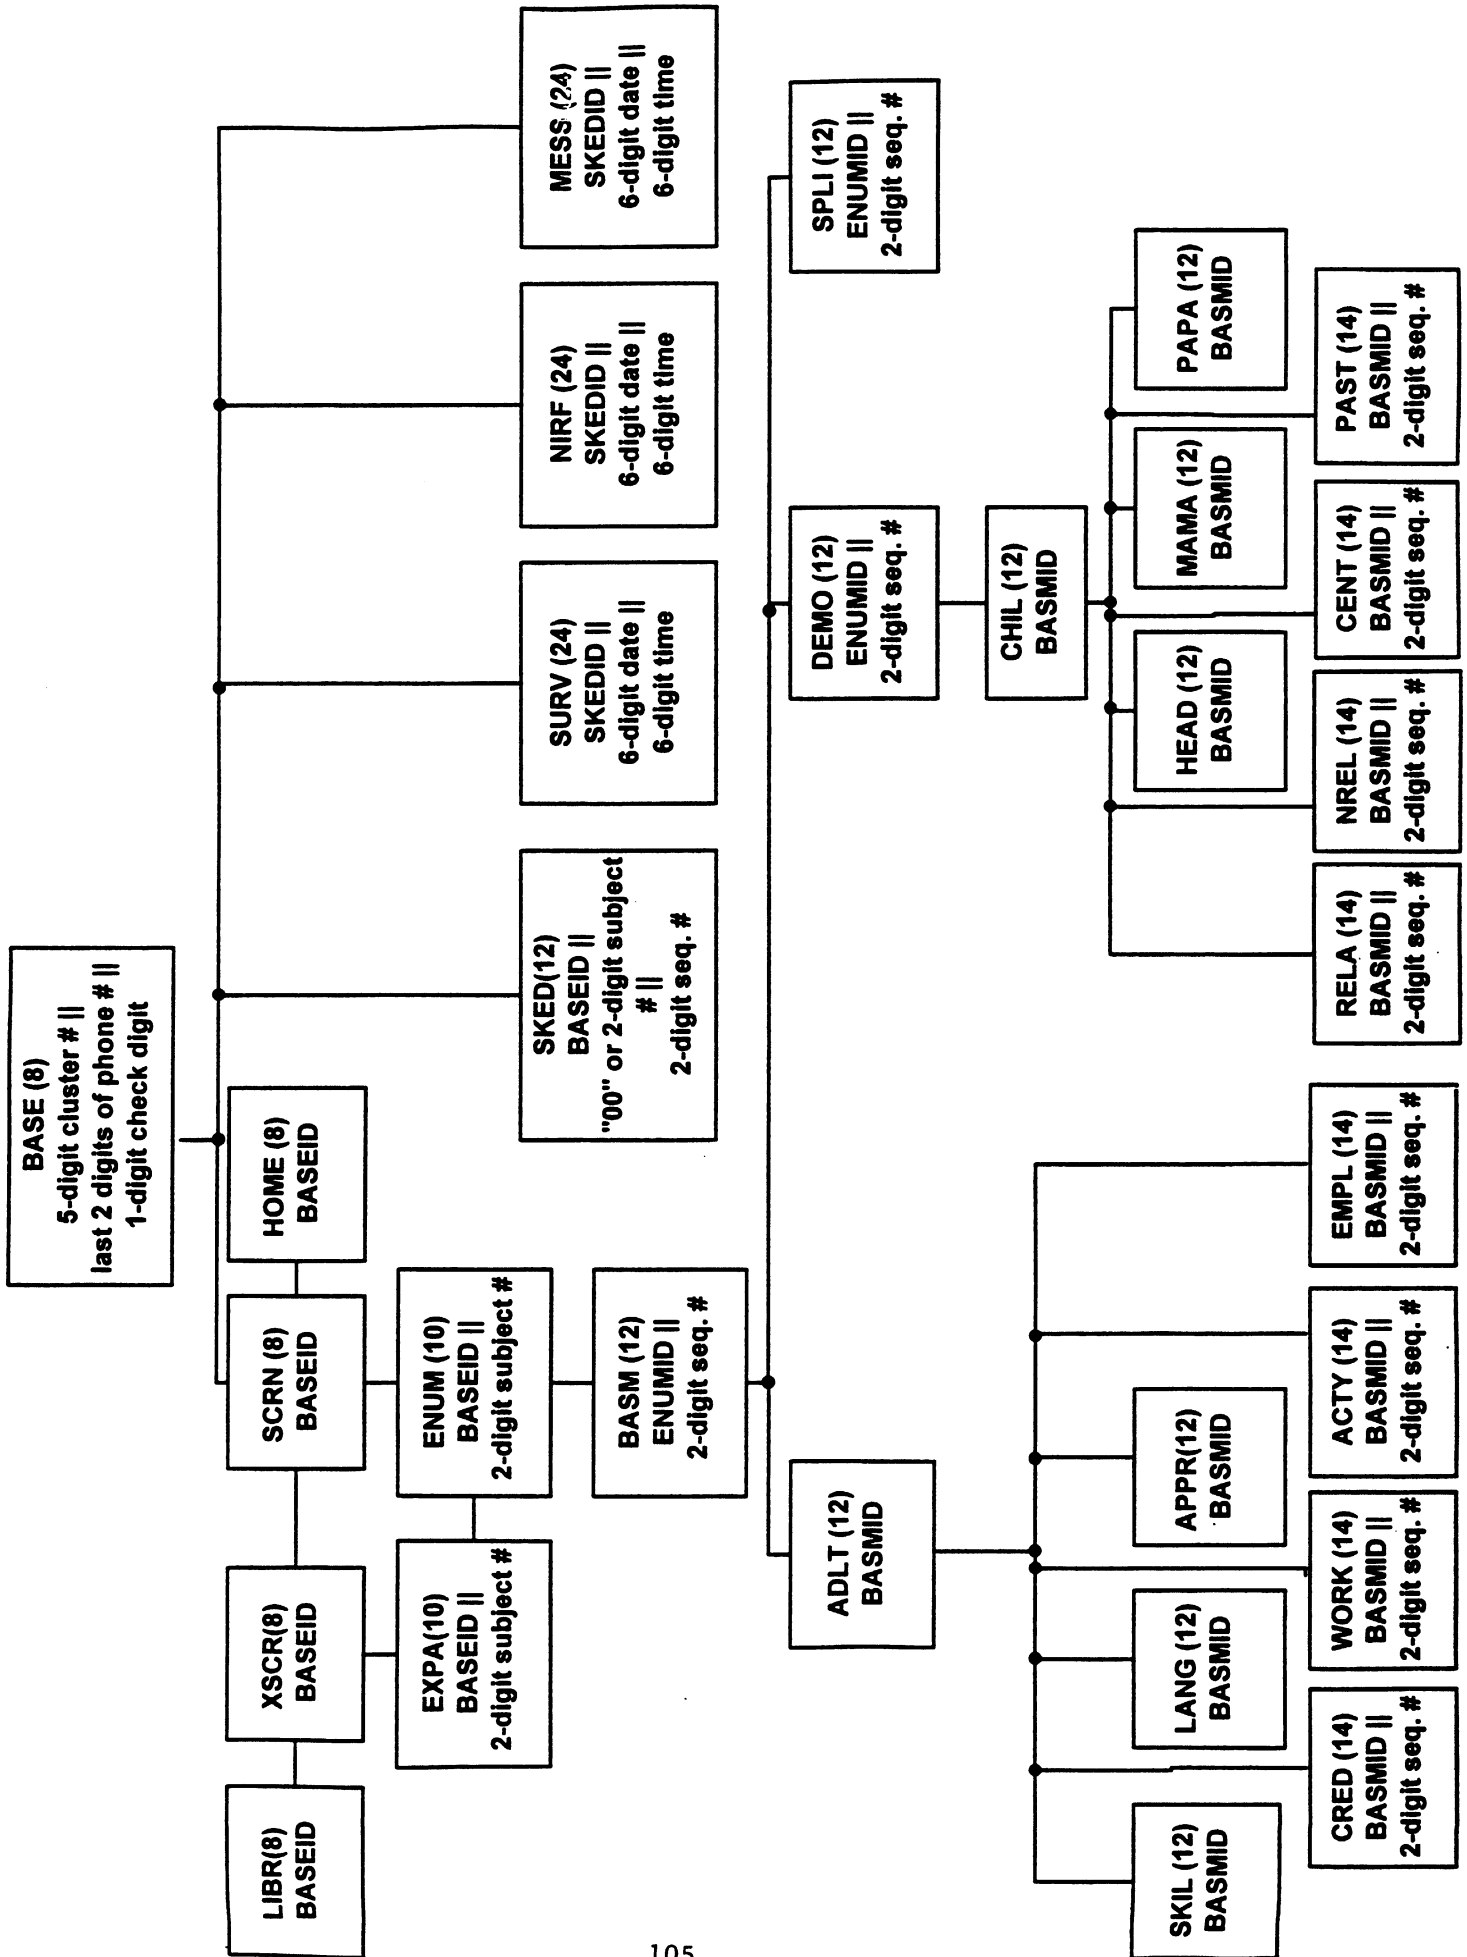 BASE (8)
5-digit cluster # ||
last 2 digits of phone # ||
1-digit check digit
LIBR(8)
BASEID
XSCR(8)
BASEID
SCRN (8)
BASEID
HOME (8)
BASEID
EXPA(10)
BASEID ||
2-digit subject #
ENUM (10)
BASEID ||
2-digit subject #
SKED(12)
BASEID ||
"00" or 2-digit subject
# ||
2-digit seq. #
SURV (24)
SKEDID ||
6-digit date ||
6-digit time
NIRF (24)
SKEDID ||
6-digit date ||
6-digit time
MESS (24)
SKEDID ||
6-digit date ||
6-digit time
BASM (12)
ENUMID ||
2-digit seq. #
ADLT (12)
BASMID
DEMO (12)
ENUMID ||
2-digit seq. #
SPLI (12)
ENUMID ||
2-digit seq. #
CHIL (12)
BASMID
SKIL (12)
BASMID
LANG (12)
BASMID
APPR(12)
BASMID
HEAD (12)
BASMID
MAMA (12)
BASMID
PAPA (12)
BASMID
CRED (14)
BASMID ||
2-digit seq. #
WORK (14)
BASMID ||
2-digit seq. #
ACTY (14)
BASMID ||
2-digit seq. #
EMPL (14)
BASMID ||
2-digit seq. #
RELA (14)
BASMID ||
2-digit seq. #
NREL (14)
BASMID ||
2-digit seq. #
CENT (14)
BASMID ||
2-digit seq. #
PAST (14)
BASMID ||
2-digit seq. #
105